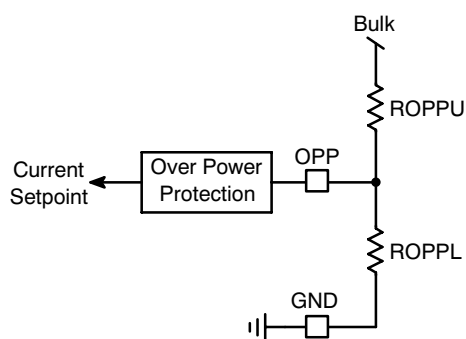 Bulk
ROPPU
OPP
Over Power
Protection
Current
Setpoint
ROPPL
GND